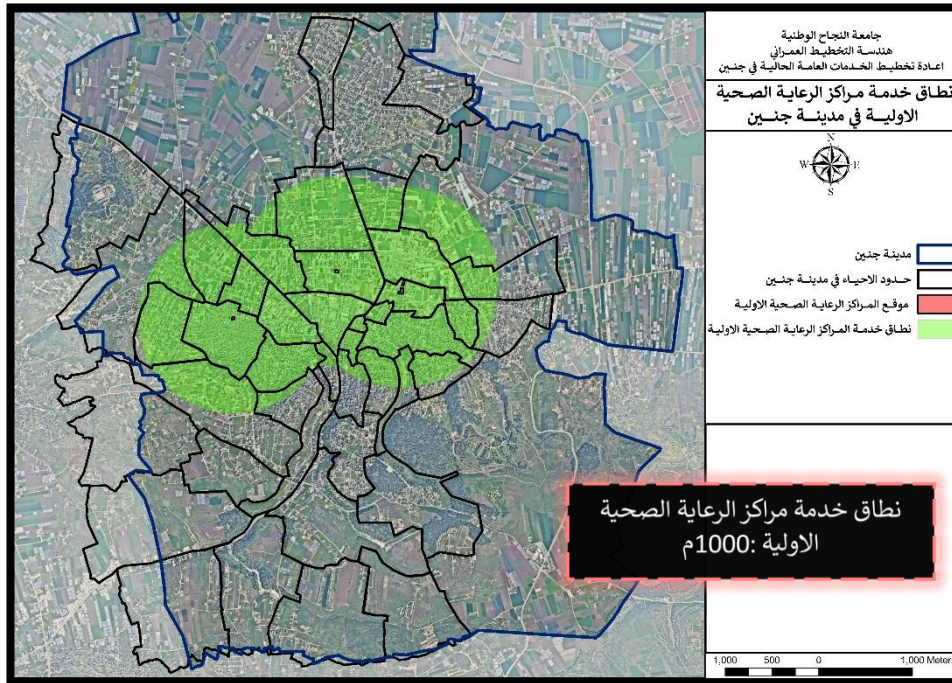 جامعة النجاح الوطنية
هندسة التخطيط العمراني
اعادة تخطيط الخدمات العامة الحالية في جنين
نطاق خدمة مراكز الرعاية الصحية
الاولية في مدينة جنين
N
W E
S
مدينة جنين
حدود الاحياء في مدينة جنين
موقع المراكز الرعاية الصحية الاولية
نطاق خدمة المراكز الرعاية الصحية الاولية
نطاق خدمة مراكز الرعاية الصحية
الاولية :1000م
1,000 500 0 1,000 Meter